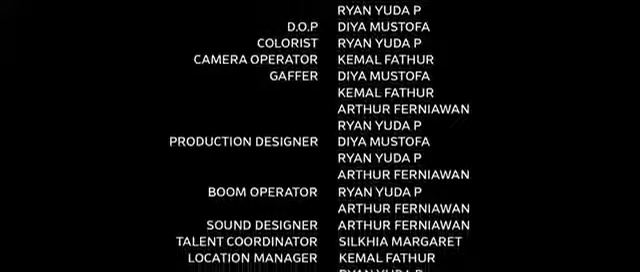 RYAN YUDA P
D.O.P DIYA MUSTOFA
COLORIST RYAN YUDA P
CAMERA OPERATOR KEMAL FATHUR
GAFFER DIYA MUSTOFA
KEMAL FATHUR
ARTHUR FERNIAWAN
RYAN YUDA P
PRODUCTION DESIGNER DIYA MUSTOFA
RYAN YUDA P
ARTHUR FERNIAWAN
BOOM OPERATOR RYAN YUDA P
ARTHUR FERNIAWAN
SOUND DESIGNER ARTHUR FERNIAWAN
TALENT COORDINATOR SILKHIA MARGARET
LOCATION MANAGER KEMAL FATHUR
RYAN YUDA P